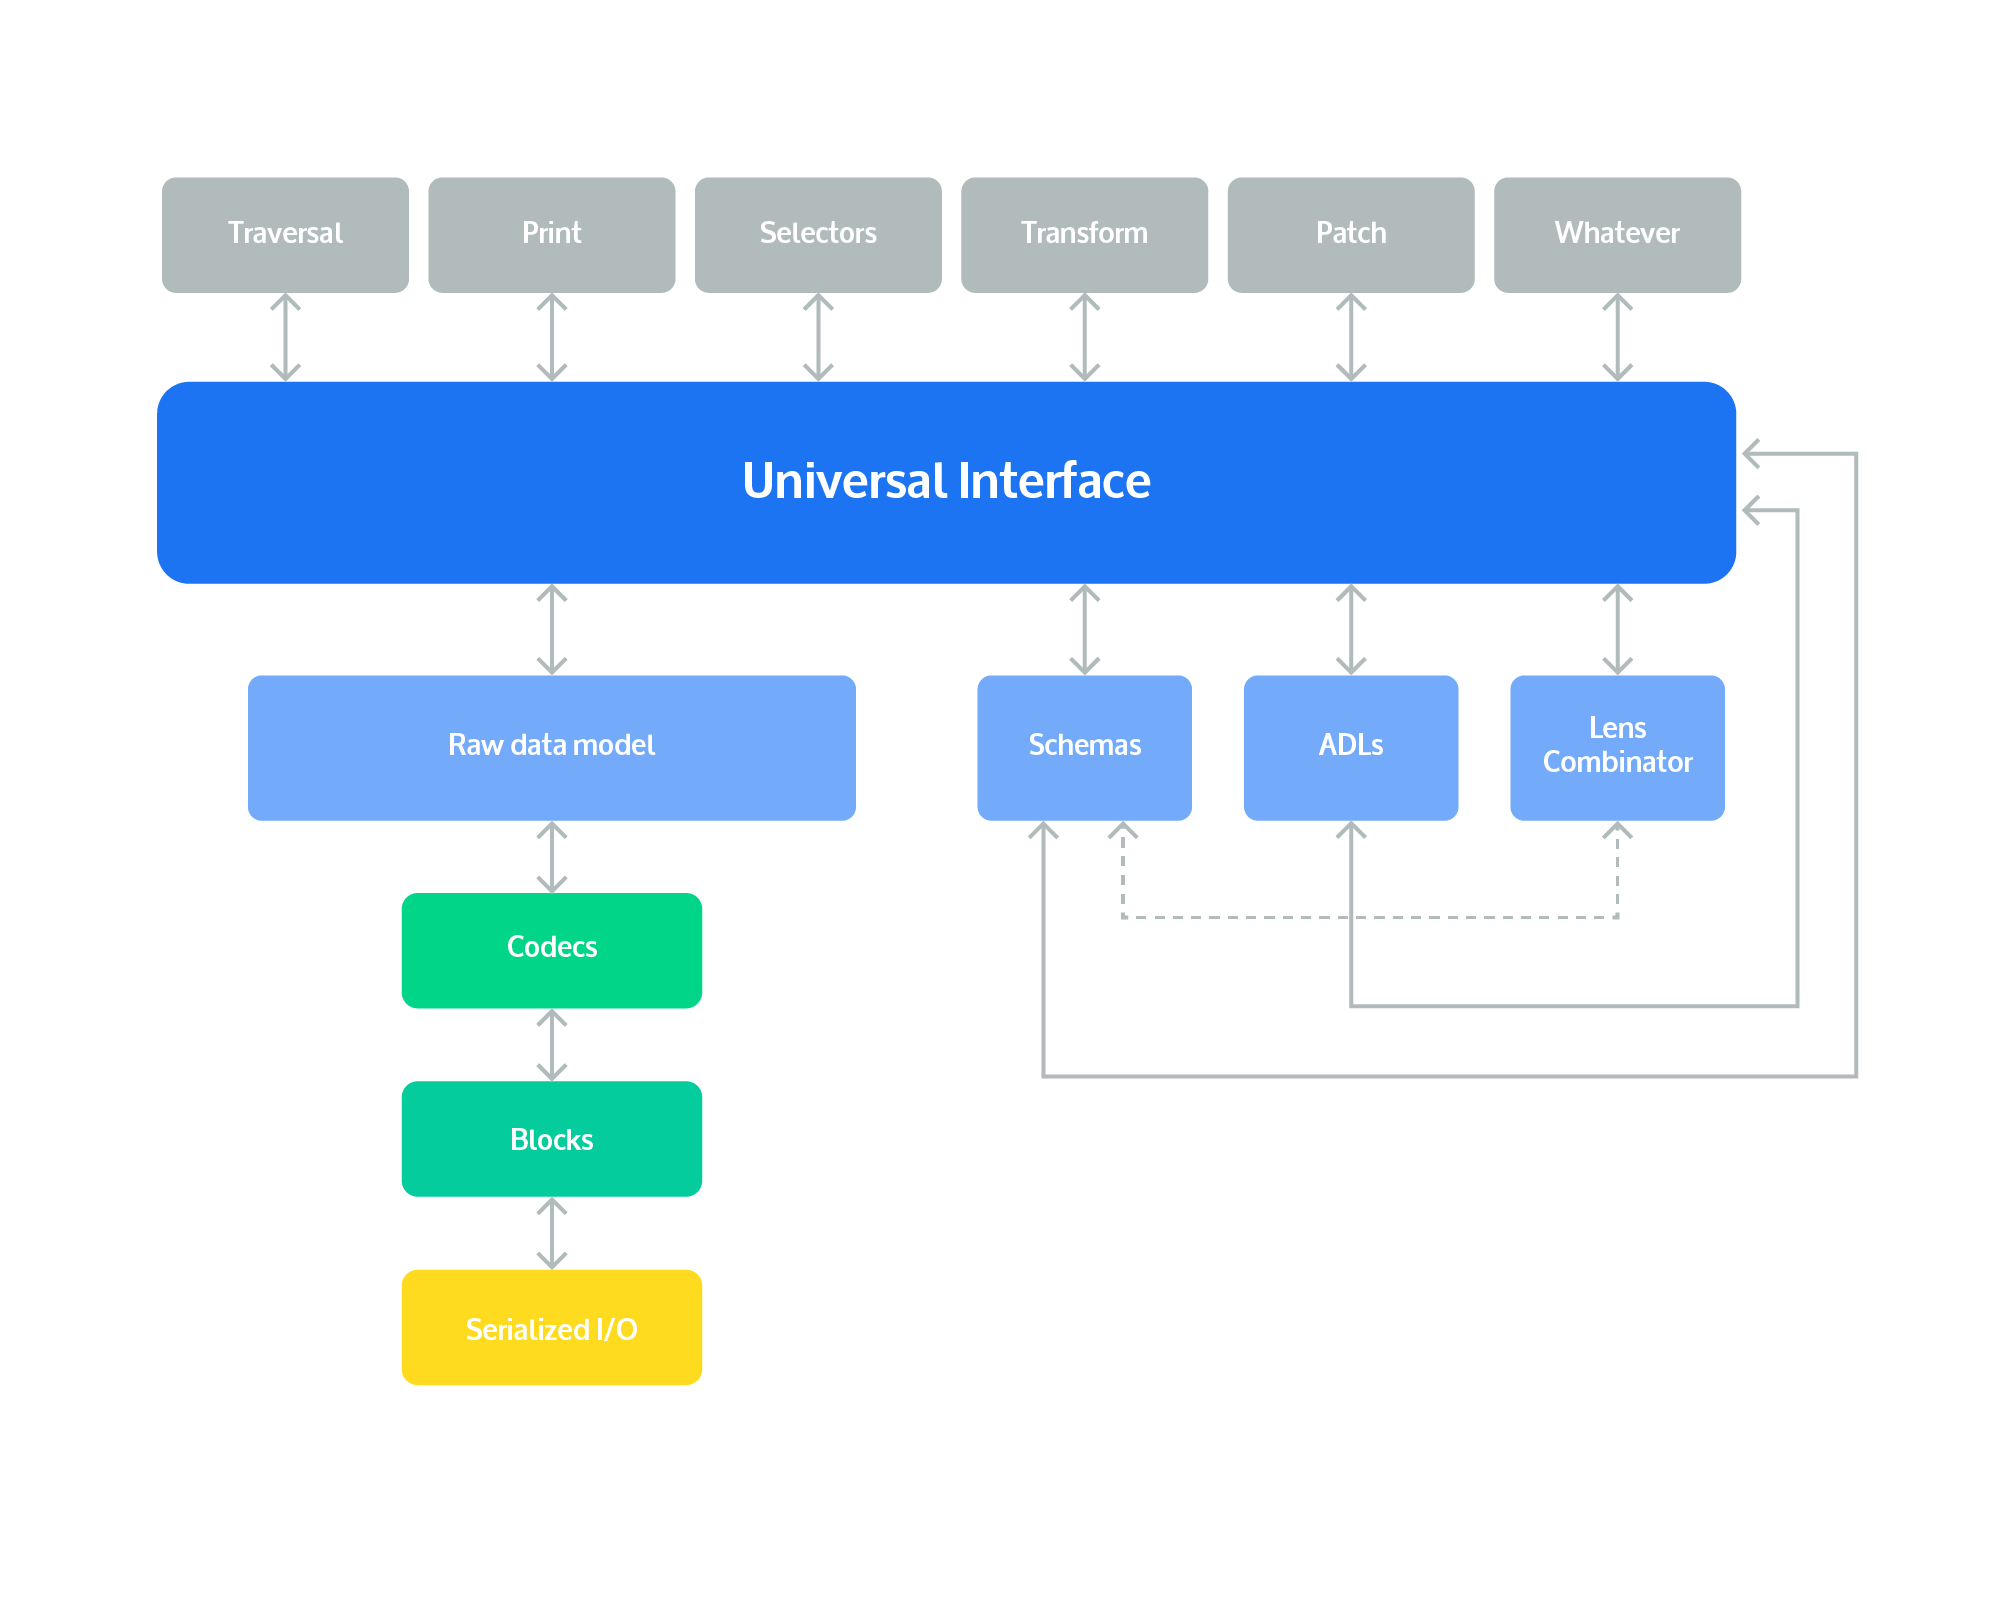 Traversal
Print
Selectors
Transform
Patch
Whatever
Universal Interface
Raw data model
Schemas
ADLs
Lens
Combinator
Codecs
Blocks
Serialized I/O